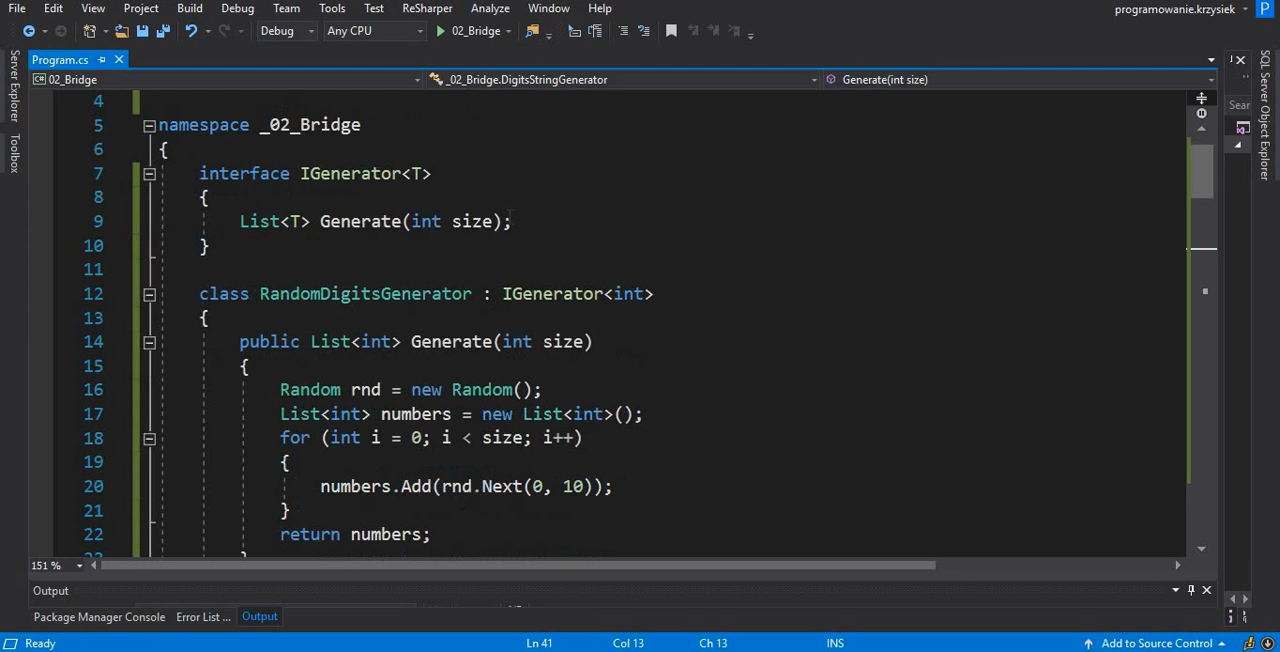 File Edit View Project Build Debug Team Tools Test ReSharper Analyze Window Help programowanie.krzysiek P
Debug Any CPU 02_Bridge
Program.cs
C# 02_Bridge _02_Bridge.DigitsStringGenerator Generate(int size)
Server Explorer
Toolbox
SQL Server Object Explorer
Sear
4
5 namespace _02_Bridge
6 {
7 interface IGenerator<T>
8 {
9 List<T> Generate(int size);
10 }
11
12 class RandomDigitsGenerator : IGenerator<int>
13 {
14 public List<int> Generate(int size)
15 {
16 Random rnd = new Random();
17 List<int> numbers = new List<int>();
18 for (int i = 0; i < size; i++)
19 {
20 numbers.Add(rnd.Next(0, 10));
21 }
22 return numbers;
151 %
Output
Package Manager Console Error List ... Output
Ready Ln 41 Col 13 Ch 13 INS Add to Source Control